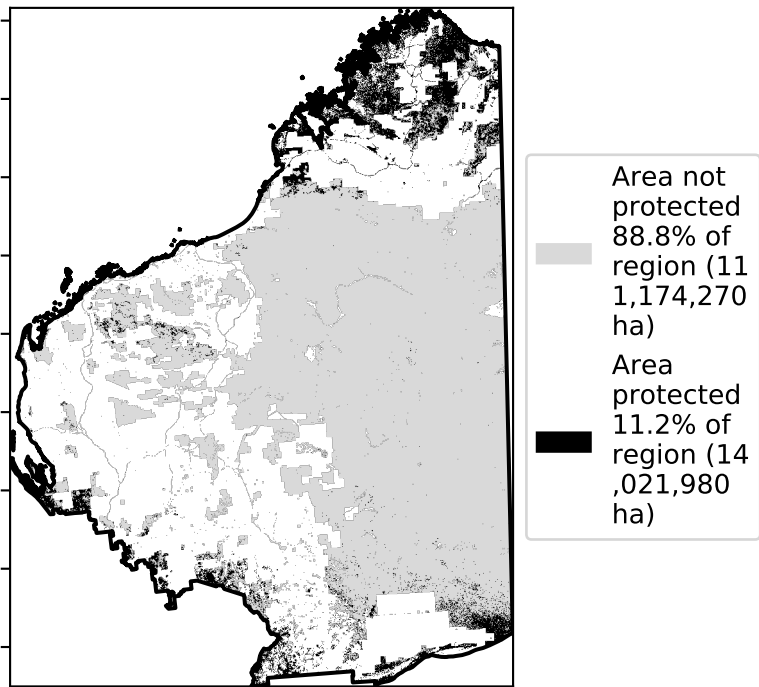 Area not
protected
88.8% of
region (11
1,174,270
ha)
Area
protected
11.2% of
region (14
,021,980
ha)